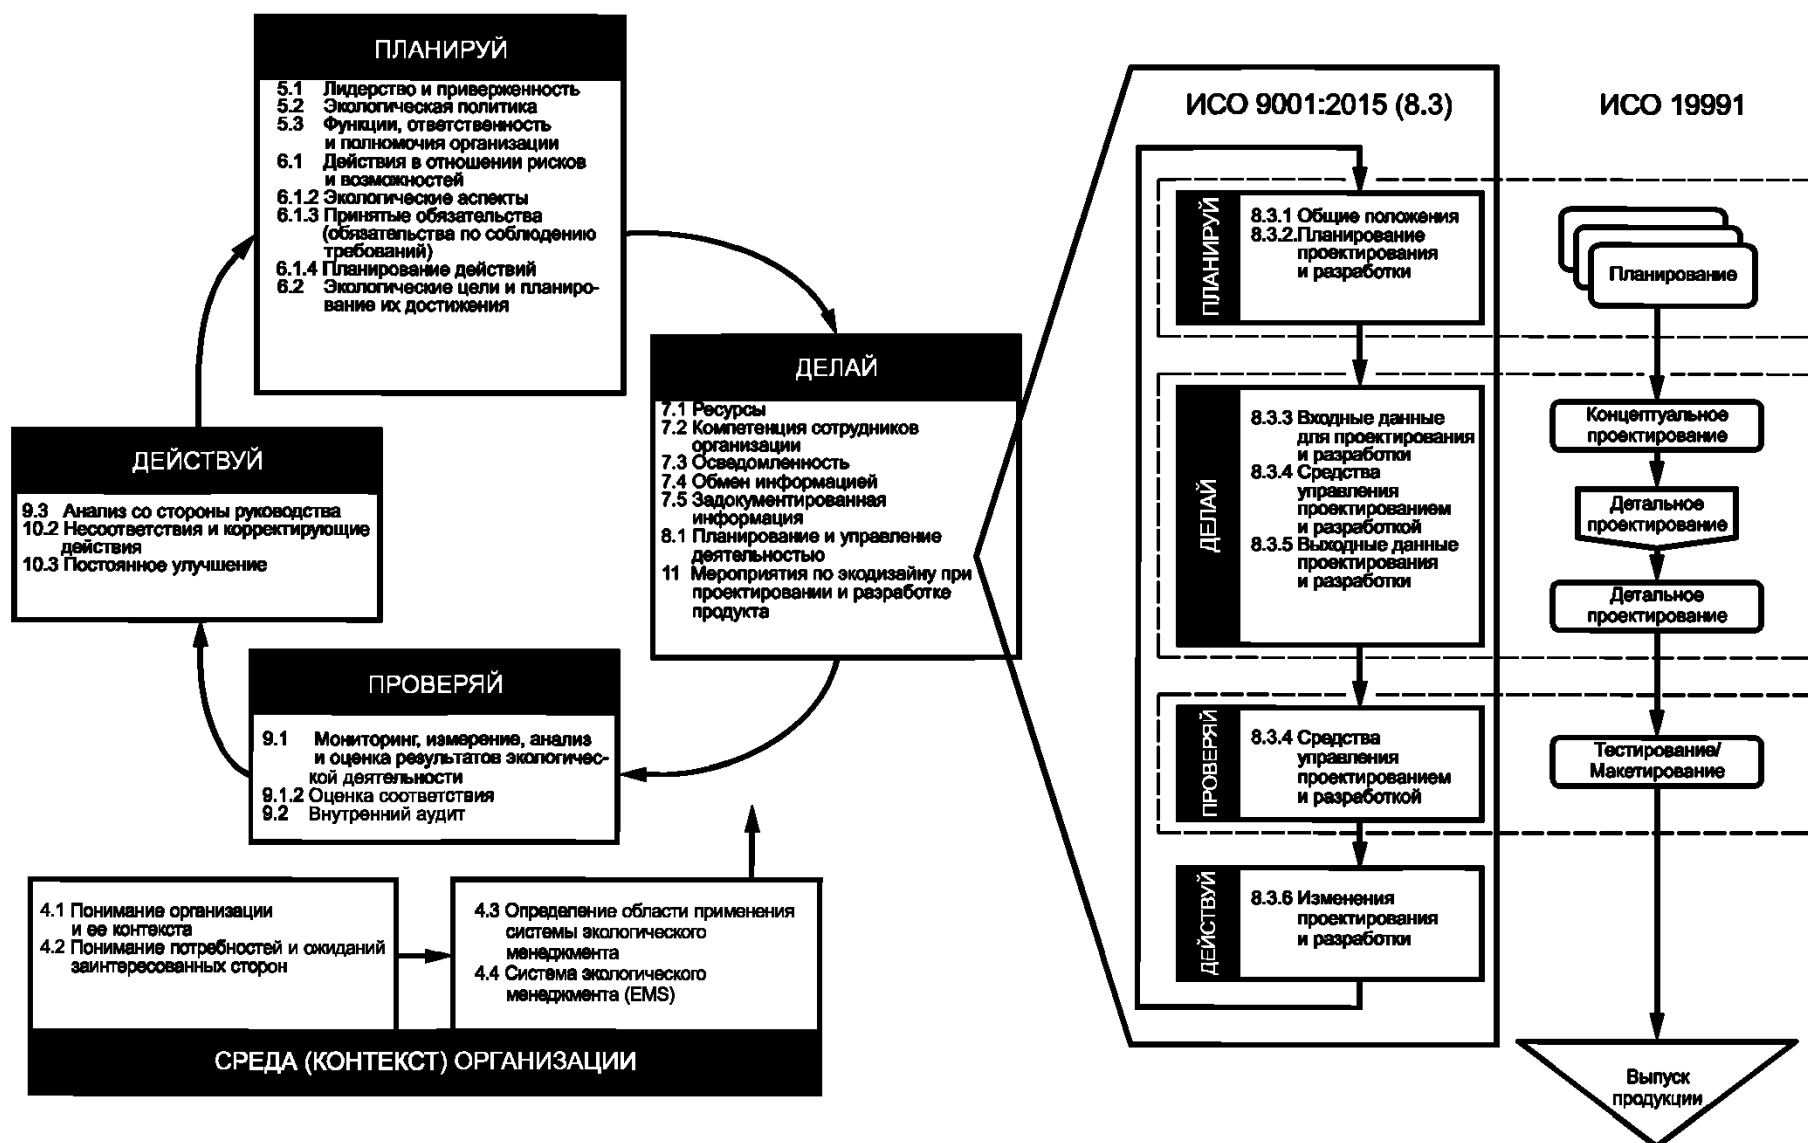 ПЛАНИРУЙ
5.1 Лидерство и приверженность
5.2 Экологическая политика
5.3 Функции, ответственность
и полномочия организации
6.1 Действия в отношении рисков
и возможностей
6.1.2 Экологические аспекты
6.1.3 Принятые обязательства
(обязательства по соблюдению
требований)
6.1.4 Планирование действий
6.2 Экологические цели и планиро-
вание их достижения
ДЕЛАЙ
7.1 Ресурсы
7.2 Компетенция сотрудников
организации
7.3 Осведомленность
7.4 Обмен информацией
7.5 Задокументированная
информация
8.1 Планирование и управление
деятельностью
11 Мероприятия по экодизайну при
проектировании и разработке
продукта
ДЕЙСТВУЙ
9.3 Анализ со стороны руководства
10.2 Несоответствия и корректирующие
действия
10.3 Постоянное улучшение
ПРОВЕРЯЙ
9.1 Мониторинг, измерение, анализ
и оценка результатов экологичес-
кой деятельности
9.1.2 Оценка соответствия
9.2 Внутренний аудит
4.1 Понимание организации
и ее контекста
4.2 Понимание потребностей и ожиданий
заинтересованных сторон
4.3 Определение области применения
системы экологического
менеджмента
4.4 Система экологического
менеджмента (EMS)
СРЕДА (КОНТЕКСТ) ОРГАНИЗАЦИИ
ИСО 9001:2015 (8.3)
ПЛАНИРУЙ
8.3.1 Общие положения
8.3.2.Планирование
проектирования
и разработки
ДЕЛАЙ
8.3.3 Входные данные
для проектирования
и разработки
8.3.4 Средства
управления
проектированием
и разработкой
8.3.5 Выходные данные
проектирования
и разработки
ПРОВЕРЯЙ
8.3.4 Средства
управления
проектированием
и разработкой
ДЕЙСТВУЙ
8.3.6 Изменения
проектирования
и разработки
ИСО 19991
Планирование
Концептуальное
проектирование
Детальное
проектирование
Детальное
проектирование
Тестирование/
Макетирование
Выпуск
продукции